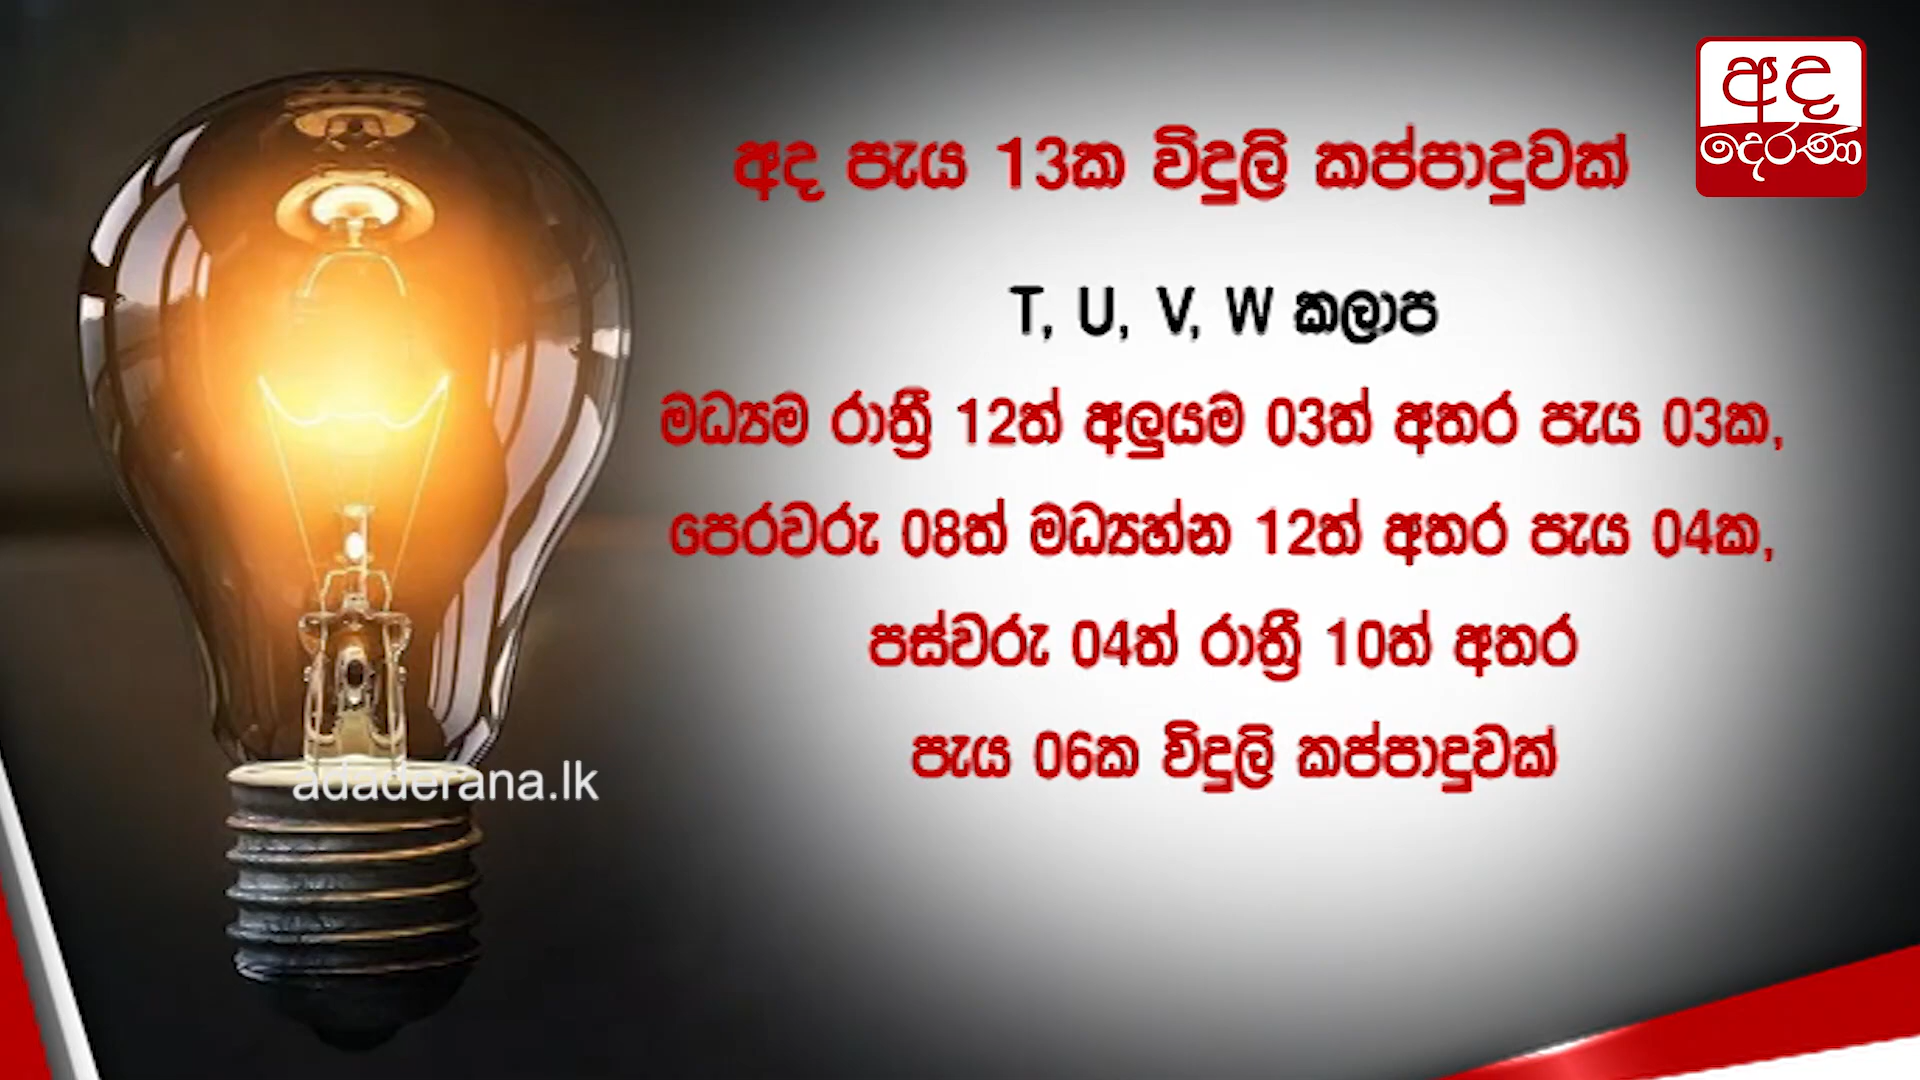 අද
දෙරණ
අද පැය 13ක විදුලි කප්පාදුවක්
T, U, V, W කලාප
මධ්‍යම රාත්‍රී 12ත් අලුයම 03ත් අතර පැය 03ක,
පෙරවරු 08ත් මධ්‍යහ්න 12ත් අතර පැය 04ක,
පස්වරු 04ත් රාත්‍රී 10ත් අතර
පැය 06ක විදුලි කප්පාදුවක්
adaderana.lk